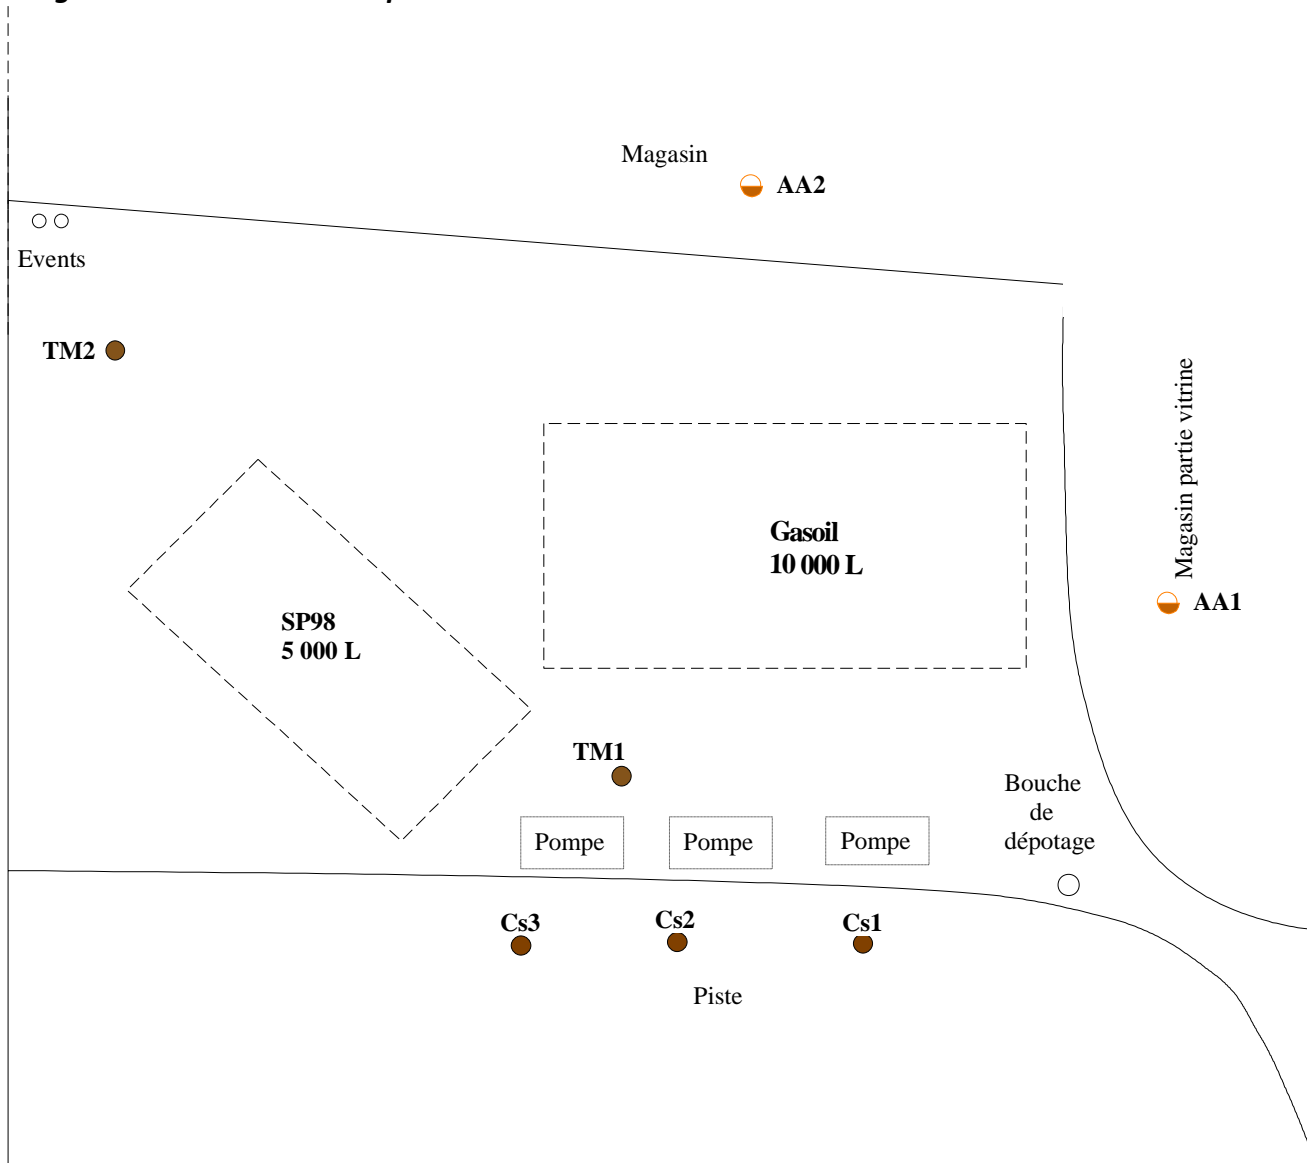 Magasin
AA2
Events
TM2
Magasin partie vitrine
Gasoil
10 000 L
AA1
SP98
5 000 L
TM1
Bouche
de
dépotage
Pompe
Pompe
Pompe
Cs3
Cs2
Cs1
Piste